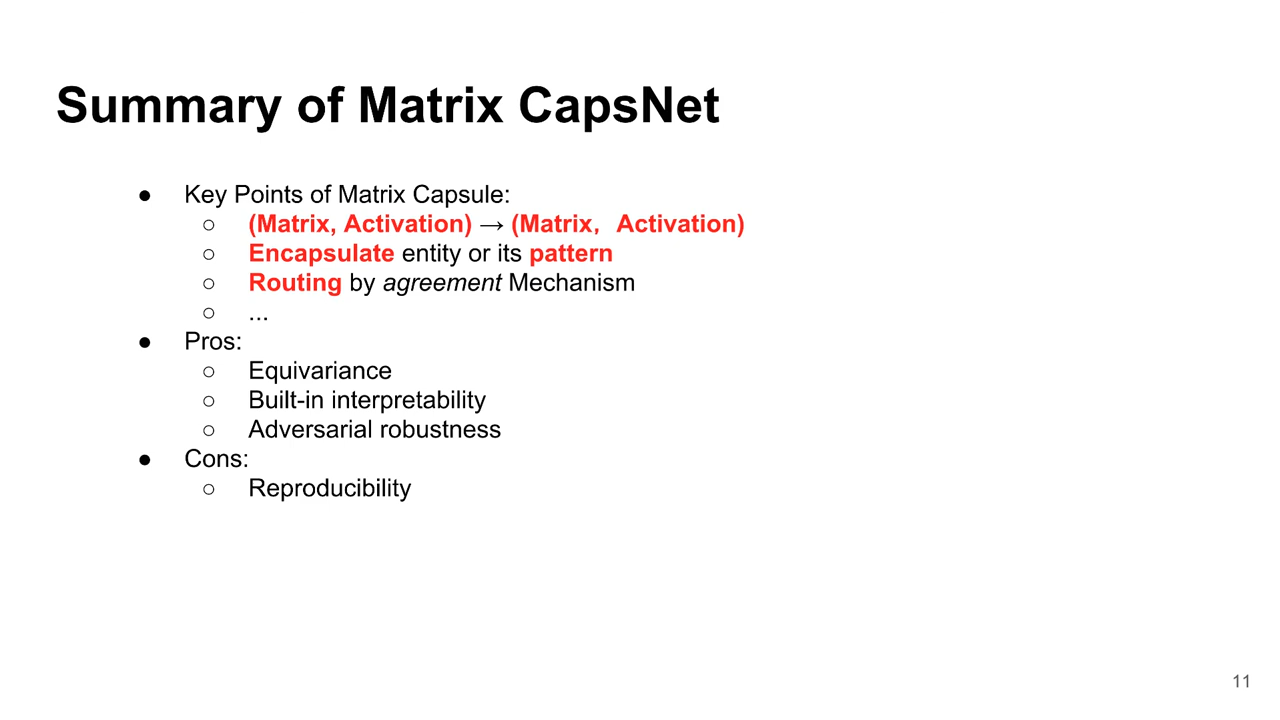 Summary of Matrix CapsNet
● Key Points of Matrix Capsule:
○ (Matrix, Activation) → (Matrix, Activation)
○ Encapsulate entity or its pattern
○ Routing by agreement Mechanism
○ ...
● Pros:
○ Equivariance
○ Built-in interpretability
○ Adversarial robustness
● Cons:
○ Reproducibility
11